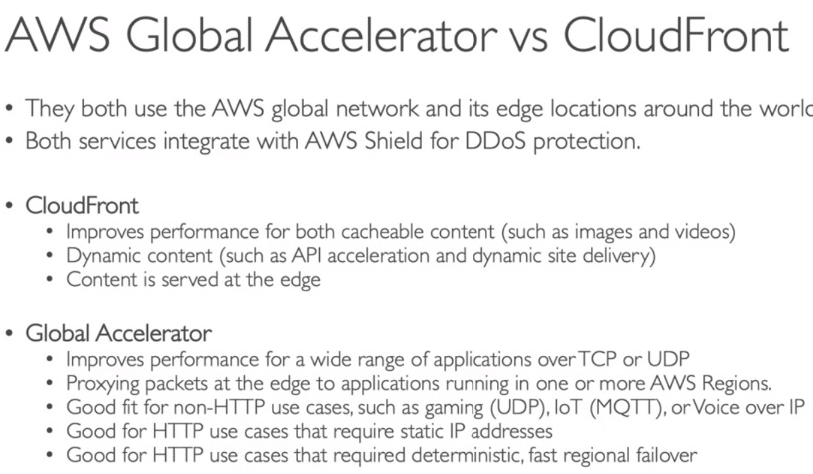 AWS Global Accelerator vs CloudFront
• They both use the AWS global network and its edge locations around the world
• Both services integrate with AWS Shield for DDoS protection.
• CloudFront
• Improves performance for both cacheable content (such as images and videos)
• Dynamic content (such as API acceleration and dynamic site delivery)
• Content is served at the edge
• Global Accelerator
• Improves performance for a wide range of applications over TCP or UDP
• Proxying packets at the edge to applications running in one or more AWS Regions.
• Good fit for non-HTTP use cases, such as gaming (UDP), IoT (MQTT), or Voice over IP
• Good for HTTP use cases that require static IP addresses
• Good for HTTP use cases that required deterministic, fast regional failover